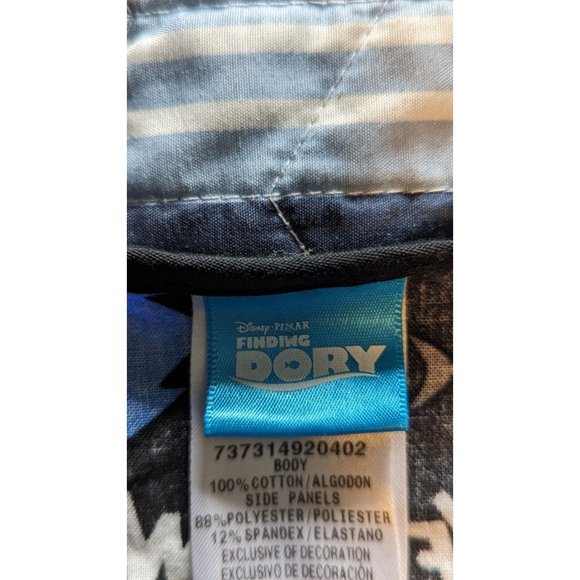 Disney·PIXAR
FINDING
DORY
737314920402
BODY
100% COTTON/ALGODON
SIDE PANELS
88%POLYESTER/POLIESTER
12% SPANDEX/ELASTANO
EXCLUSIVE OF DECORATION
EXCLUSIVO DE DECORACIÓN